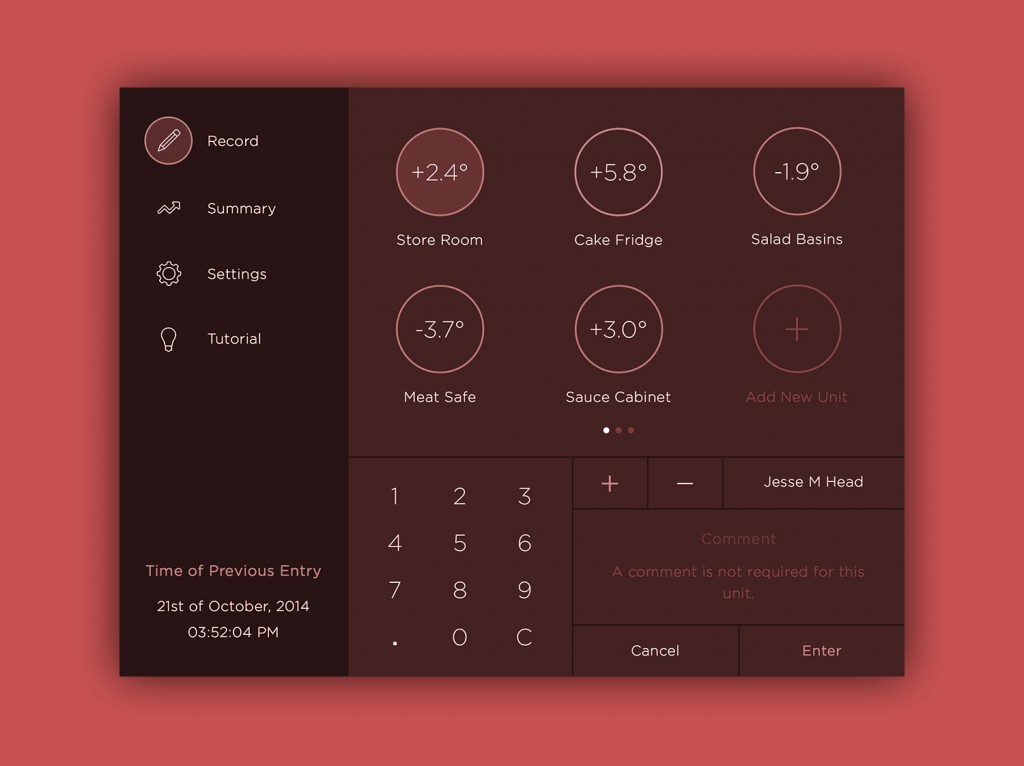 Record
Summary
Settings
Tutorial
Time of Previous Entry
21st of October, 2014
03:52:04 PM
+2.4° +5.8° -1.9°
Store Room Cake Fridge Salad Basins
-3.7° +3.0° +
Meat Safe Sauce Cabinet Add New Unit
1 2 3
4 5 6
7 8 9
. 0 C
+ − Jesse M Head
Comment
A comment is not required for this
unit.
Cancel Enter